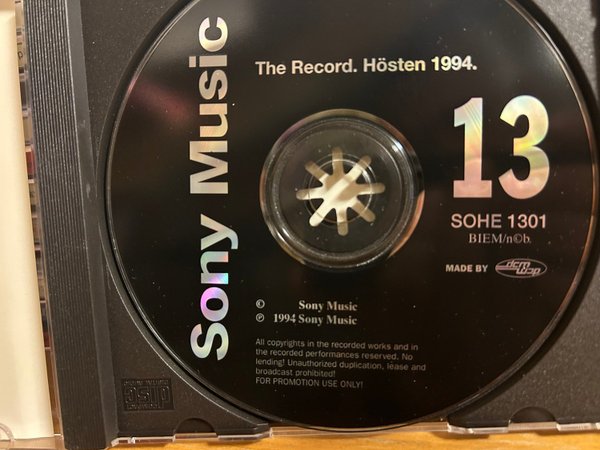 Sony Music
The Record. Hösten 1994.
13
SOHE 1301
BIEM/n©b.
MADE BY
dcm
© Sony Music
℗ 1994 Sony Music
All copyrights in the recorded works and in
the recorded performances reserved. No
lending! Unauthorized duplication, lease and
broadcast prohibited!
FOR PROMOTION USE ONLY!